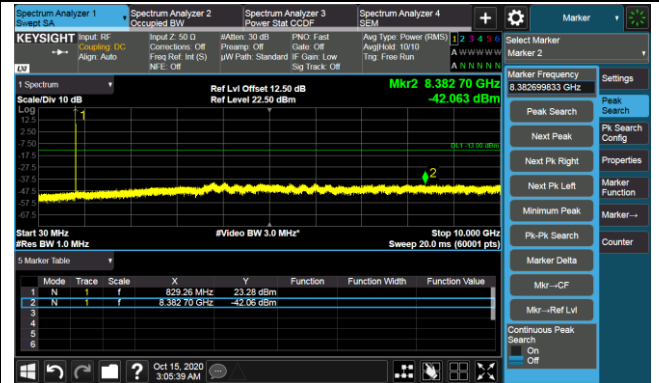 Spectrum Analyzer 1
Swept SA
Spectrum Analyzer 2
Occupied BW
Spectrum Analyzer 3
Power Stat CCDF
Spectrum Analyzer 4
SEM
+
Marker
KEYSIGHT
Input: RF
Coupling: DC
Align: Auto
LXI
Input Z: 50 Ω
Corrections: Off
Freq Ref: Int (S)
NFE: Off
#Atten: 30 dB
Preamp: Off
µW Path: Standard
PNO: Fast
Gate: Off
IF Gain: Low
Sig Track: Off
Avg Type: Power (RMS)
Avg|Hold: 10/10
Trig: Free Run
1 2 3 4 5 6
A W W W W W
A N N N N N
Select Marker
Marker 2
1 Spectrum
Scale/Div 10 dB
Ref Lvl Offset 12.50 dB
Ref Level 22.50 dBm
Mkr2 8.382 70 GHz
-42.063 dBm
Log
12.5
2.50
-7.50
-17.5
-27.5
-37.5
-47.5
-57.5
-67.5
1
DL1 -13.00 dBm
2
Start 30 MHz
#Res BW 1.0 MHz
#Video BW 3.0 MHz*
Stop 10.000 GHz
Sweep 20.0 ms (60001 pts)
5 Marker Table
Mode Trace Scale X Y Function Function Width Function Value
1 N 1 f 829.26 MHz 23.28 dBm
2 N 1 f 8.382 70 GHz -42.06 dBm
3
4
5
6
Marker Frequency
8.382699833 GHz
Peak Search
Next Peak
Next Pk Right
Next Pk Left
Minimum Peak
Pk-Pk Search
Marker Delta
Mkr→CF
Mkr→Ref Lvl
Continuous Peak
Search
On
Off
Settings
Peak
Search
Pk Search
Config
Properties
Marker
Function
Marker→
Counter
?
Oct 15, 2020
3:05:39 AM